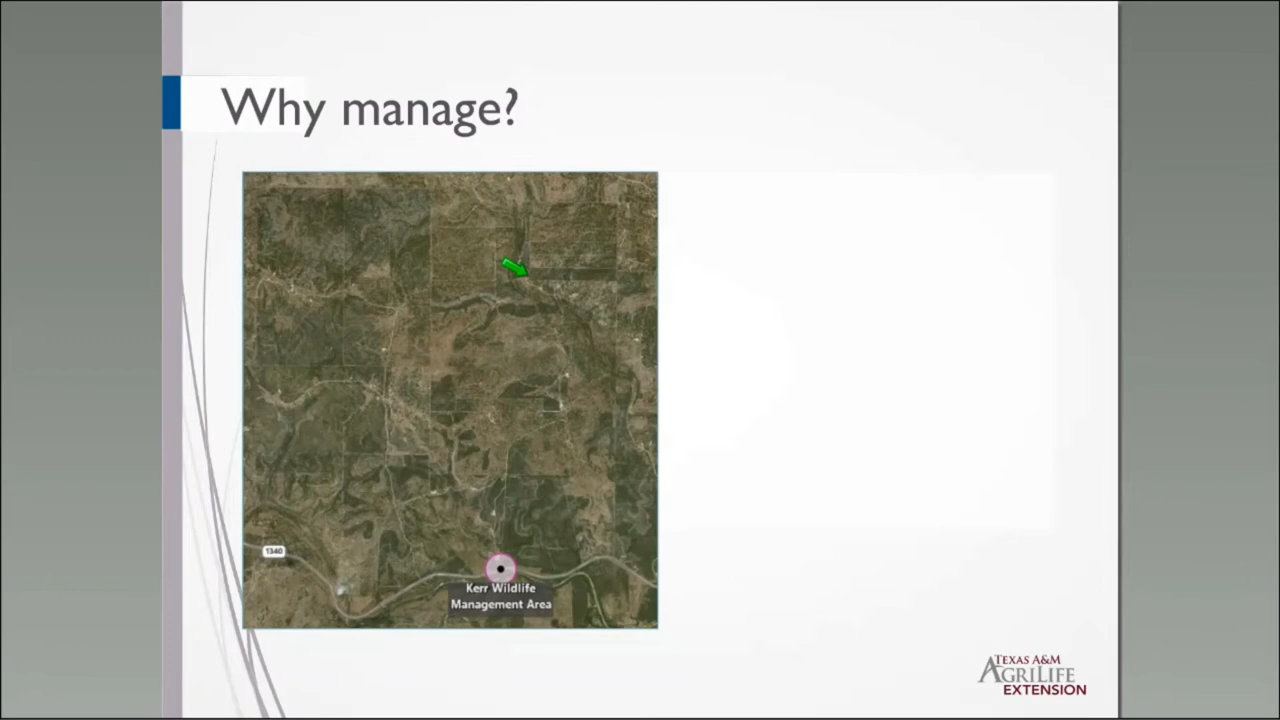 Why manage?
1340
Kerr Wildlife
Management Area
TEXAS A&M
AGRILIFE
EXTENSION